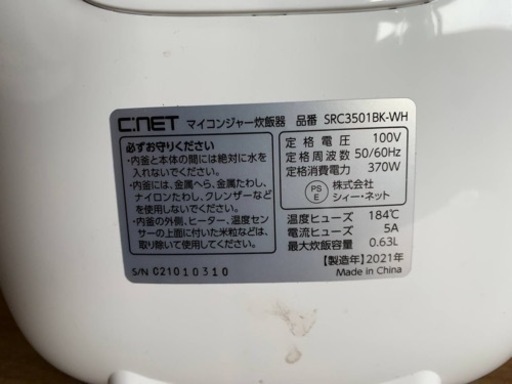 C:NET マイコンジャー炊飯器 品番 SRC3501BK-WH
必ずお守りください
・内釜と本体の間には絶対に水を
入れないでください。
・内釜には、金属へら、金属たわし、
ナイロンたわし、クレンザーなど
を使用しないでください。
・内釜の外側、ヒーター、温度セン
サーの上面に付いた米粒などは、
取り除いて使用してください。
S/N C21010310
定格電圧 100V
定格周波数 50/60Hz
定格消費電力 370W
PS
E
株式会社
シィー・ネット
温度ヒューズ 184℃
電流ヒューズ 5A
最大炊飯容量 0.63L
【製造年】2021年
Made in China